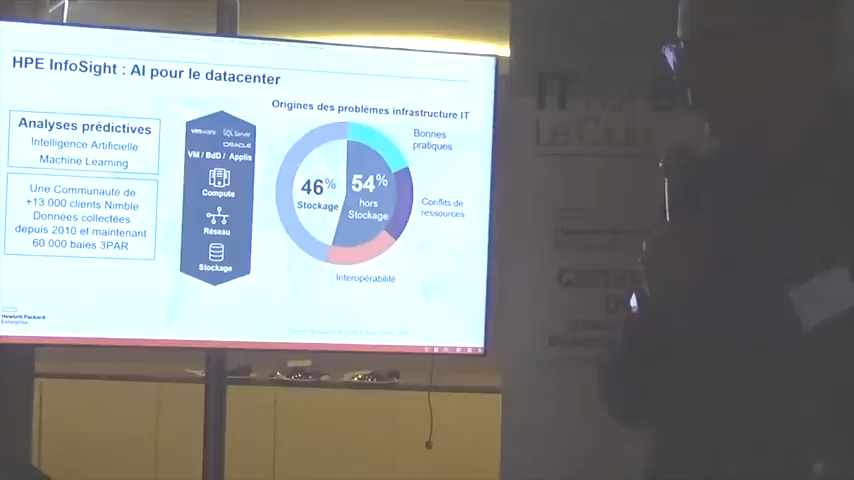 HPE InfoSight : AI pour le datacenter
Analyses prédictives
Intelligence Artificielle
Machine Learning
Une Communauté de
+13 000 clients Nimble
Données collectées
depuis 2010 et maintenant
60 000 baies 3PAR
vmware
SQL Server
ORACLE
VM / BdD / Applis
Compute
Réseau
Stockage
Origines des problèmes infrastructure IT
46%
Stockage
54%
hors
Stockage
Bonnes
pratiques
Conflits de
ressources
Interopérabilité
Hewlett Packard
Enterprise
Le Club